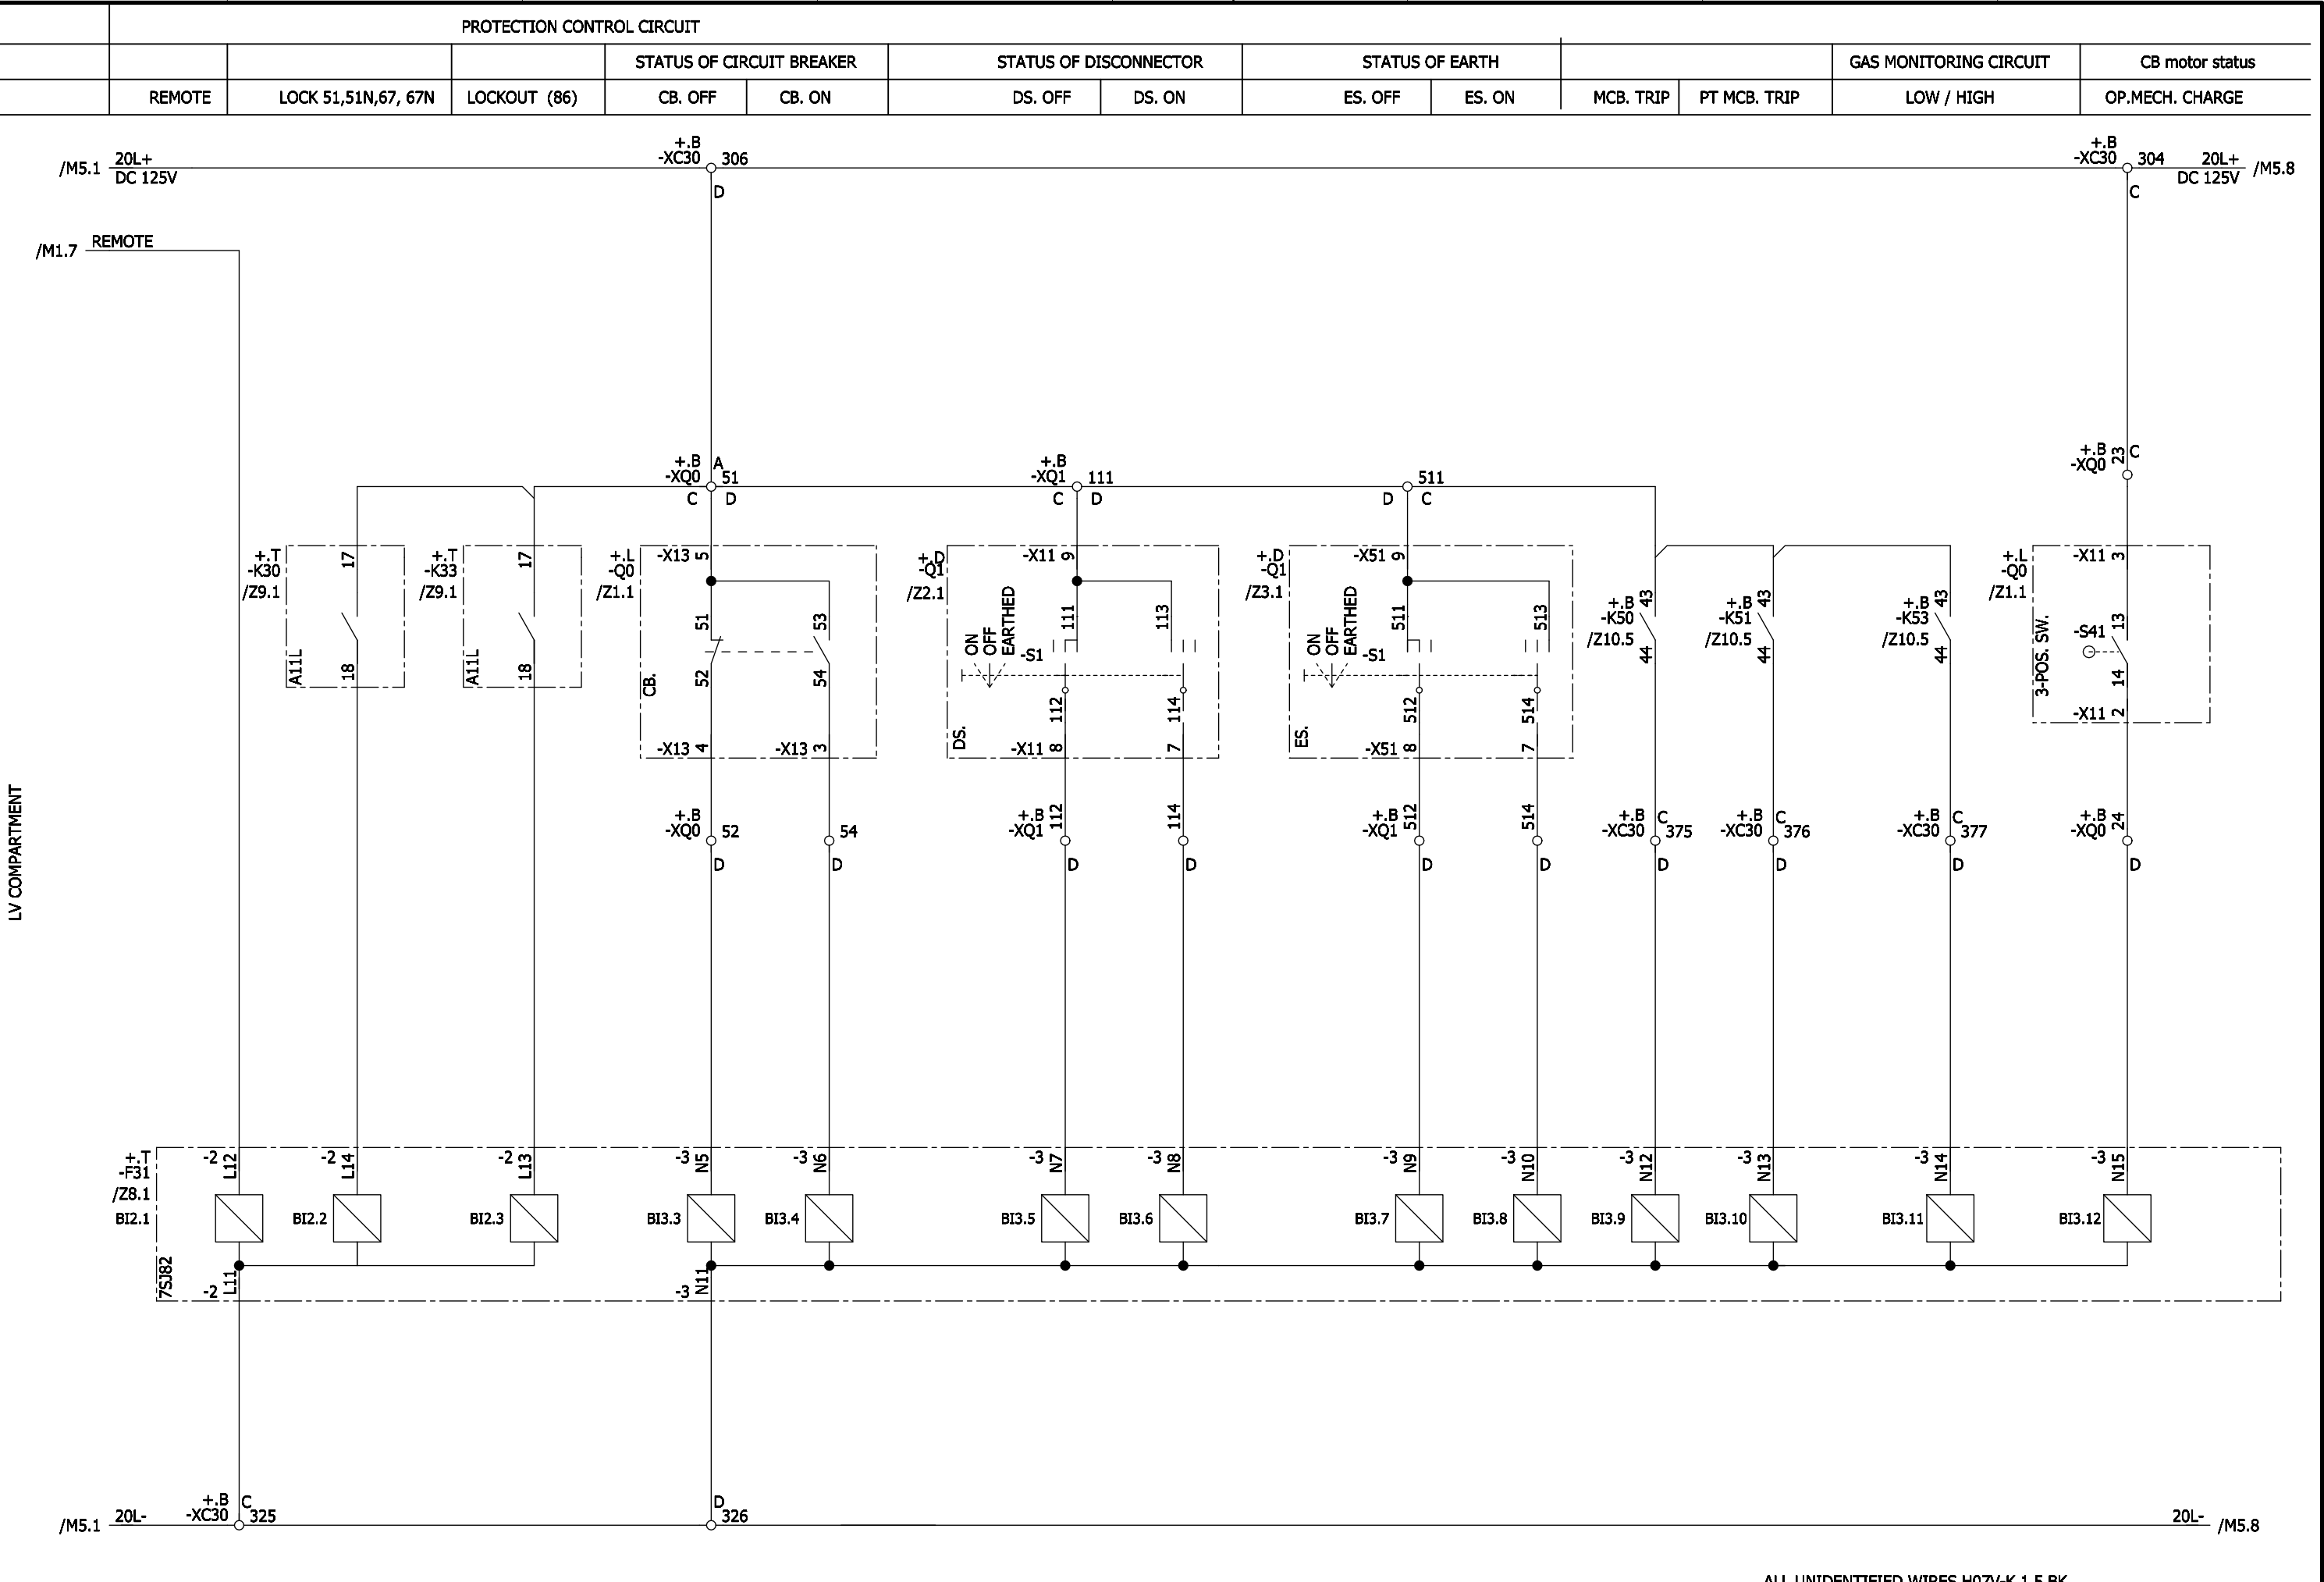 PROTECTION CONTROL CIRCUIT
STATUS OF CIRCUIT BREAKER STATUS OF DISCONNECTOR STATUS OF EARTH GAS MONITORING CIRCUIT CB motor status
REMOTE LOCK 51,51N,67, 67N LOCKOUT (86) CB. OFF CB. ON DS. OFF DS. ON ES. OFF ES. ON MCB. TRIP PT MCB. TRIP LOW / HIGH OP.MECH. CHARGE
+.B +.B
/M5.1 20L+ -XC30 306 -XC30 304 20L+ /M5.8
DC 125V D C DC 125V
/M1.7 REMOTE
+.B A +.B +.B 23 C
-XQ0 51 -XQ1 111 511 -XQ0
C D C D D C
+.T 17 +.T 17 +.L -X13 5 +.D -X11 9 +.D -X51 9 +.L -X11 3
-K30 -K33 -Q0 -Q1 -Q1 -Q0
/Z9.1 /Z9.1 /Z1.1 /Z2.1 /Z3.1 /Z1.1
51 53 ON OFF EARTHED 111 113 ON OFF EARTHED 511 513 +.B 43 +.B 43 +.B 43
-K50 -K51 -K53 -S41 13
/Z10.5 /Z10.5 /Z10.5
-S1 -S1 44 44 44
A11L 18 A11L 18 CB. 52 54 3-POS. SW. 14
112 114 512 514 -X11 2
DS. ES.
-X13 4 -X13 3 -X11 8 7 -X51 8 7
+.B +.B 112 114 +.B 512 514 +.B C +.B C +.B C +.B 24
-XQ0 52 54 -XQ1 -XQ1 -XC30 375 -XC30 376 -XC30 377 -XQ0
D D D D D D D D D D
LV COMPARTMENT
+.T -2 L12 -2 L14 -2 L13 -3 N5 -3 N6 -3 N7 -3 N8 -3 N9 -3 N10 -3 N12 -3 N13 -3 N14 -3 N15
-F31
/Z8.1
BI2.1 BI2.2 BI2.3 BI3.3 BI3.4 BI3.5 BI3.6 BI3.7 BI3.8 BI3.9 BI3.10 BI3.11 BI3.12
7SJ82 -2 L11 -3 N11
+.B C D
/M5.1 20L- -XC30 325 326 20L- /M5.8
ALL UNIDENTIFIED WIRES H07V-K 1,5 BK